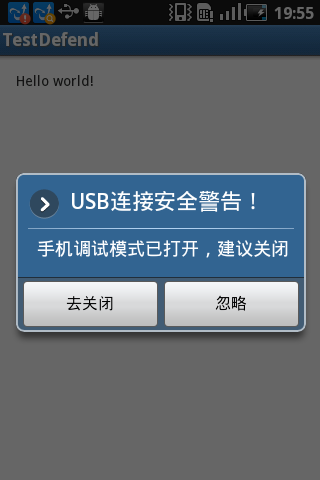 19:55
TestDefend
Hello world!
USB连接安全警告！
手机调试模式已打开，建议关闭
去关闭
忽略